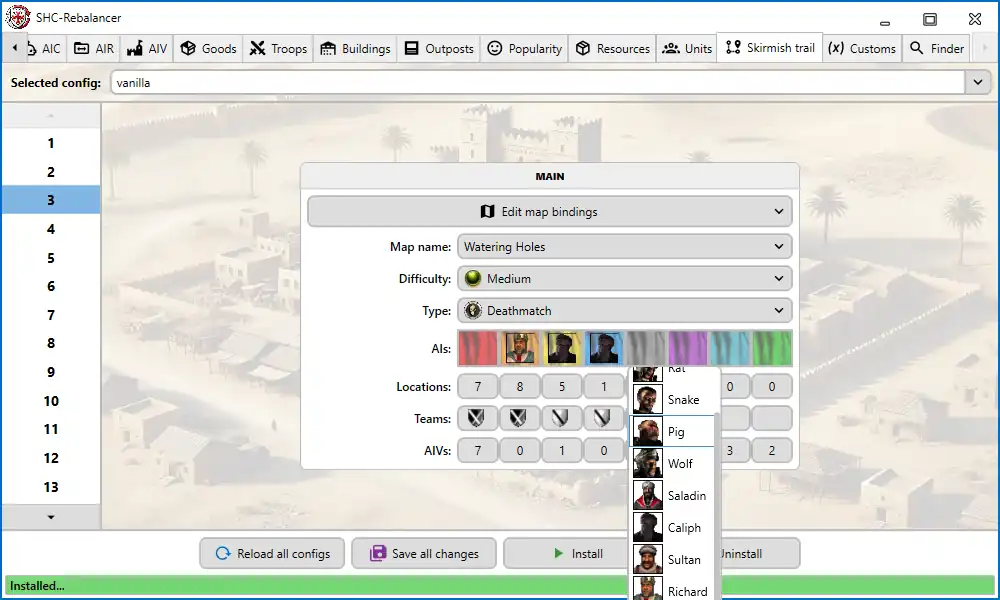 SHC-Rebalancer
AIC AIR AIV Goods Troops Buildings Outposts Popularity Resources Units Skirmish trail (x) Customs Finder
Selected config: vanilla
1
2
3
4
5
6
7
8
9
10
11
12
13
MAIN
Edit map bindings
Map name: Watering Holes
Difficulty: Medium
Type: Deathmatch
AIs:
Locations: 7 8 5 1 0 0
Teams:
AIVs: 7 0 1 0 3 2
Rat
Snake
Pig
Wolf
Saladin
Caliph
Sultan
Richard
Reload all configs Save all changes Install Uninstall
Installed...